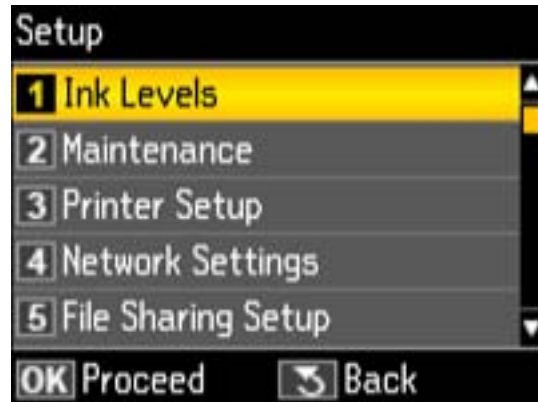 Setup
1 Ink Levels
2 Maintenance
3 Printer Setup
4 Network Settings
5 File Sharing Setup
OK Proceed Back